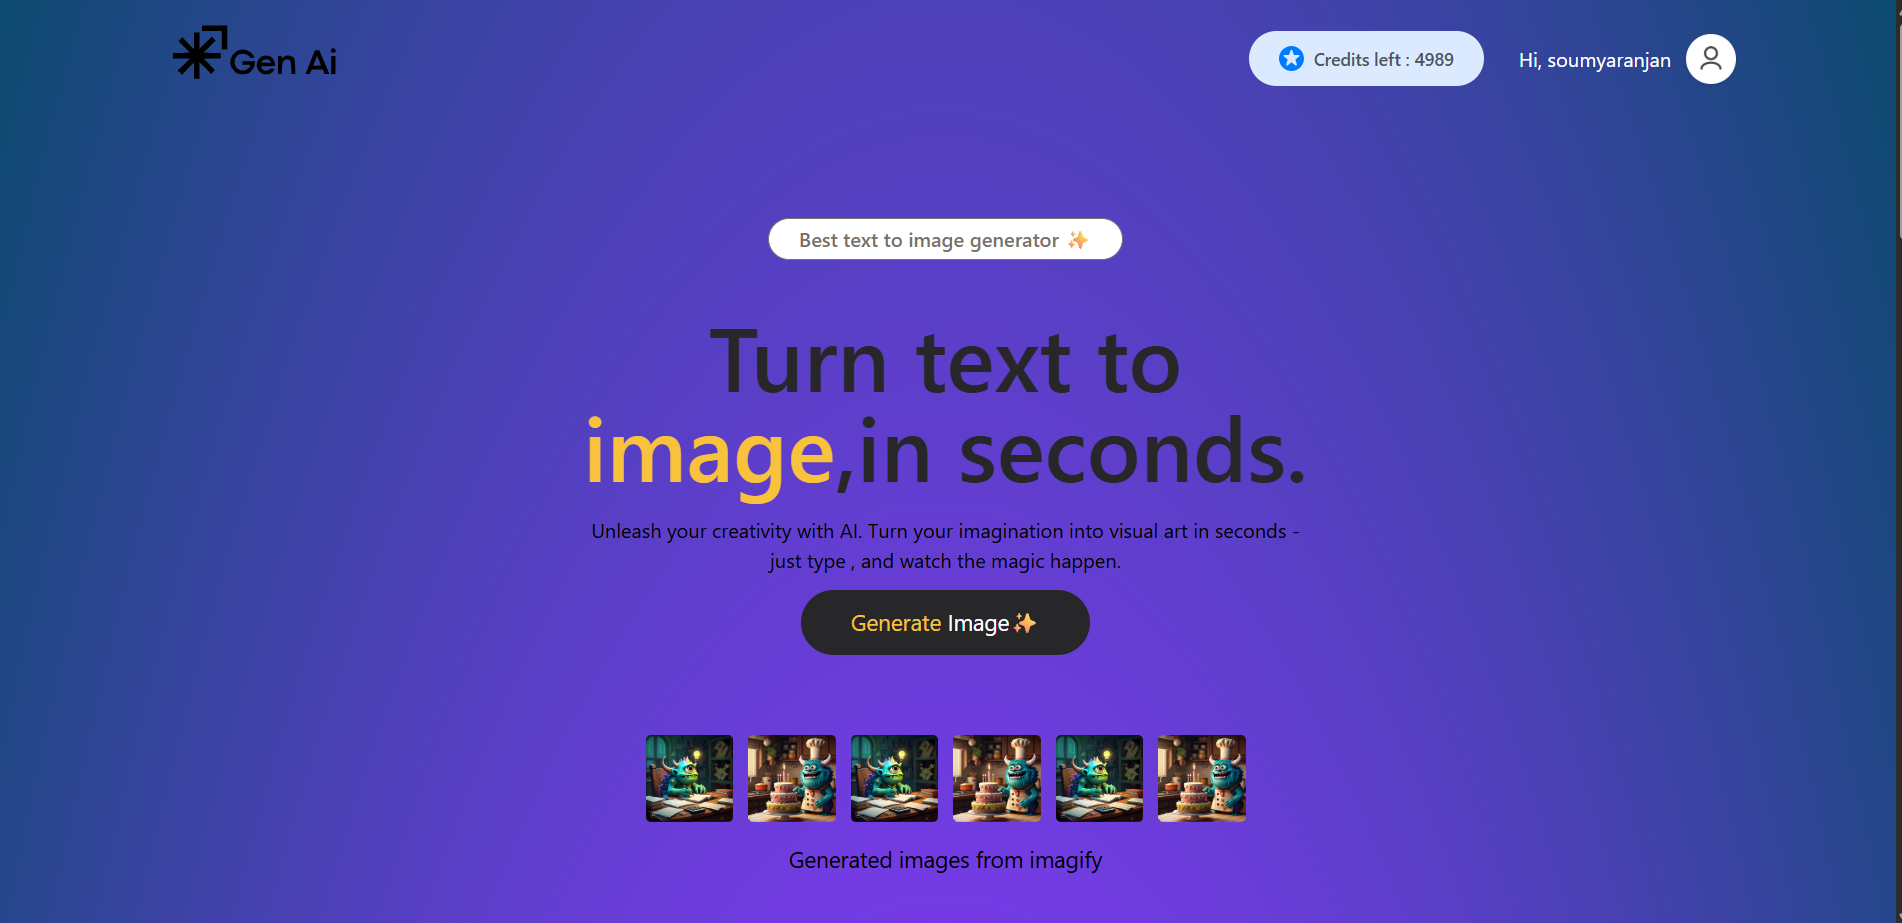 Gen Ai
Credits left : 4989
Hi, soumyaranjan
Best text to image generator ✨
Turn text to
image,in seconds.
Unleash your creativity with AI. Turn your imagination into visual art in seconds -
just type , and watch the magic happen.
Generate Image✨
Generated images from imagify